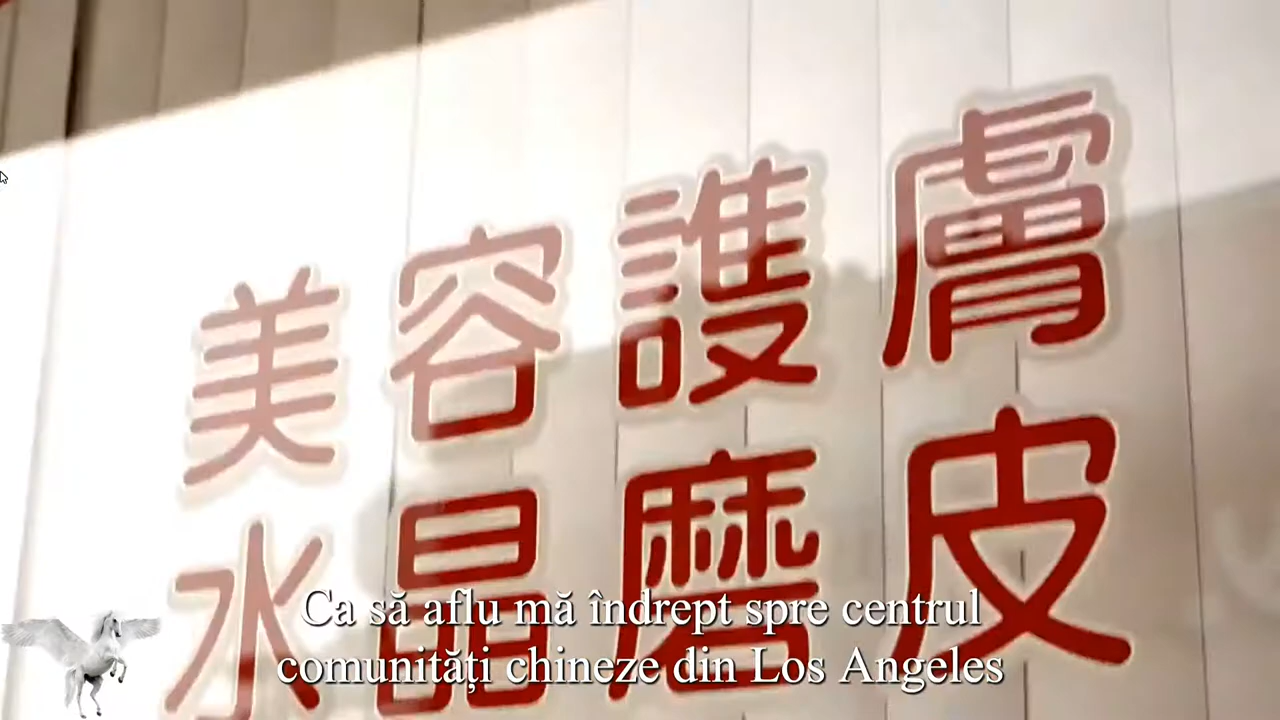 美容護膚
水晶磨皮
Ca să aflu mă îndrept spre centrul
comunități chineze din Los Angeles